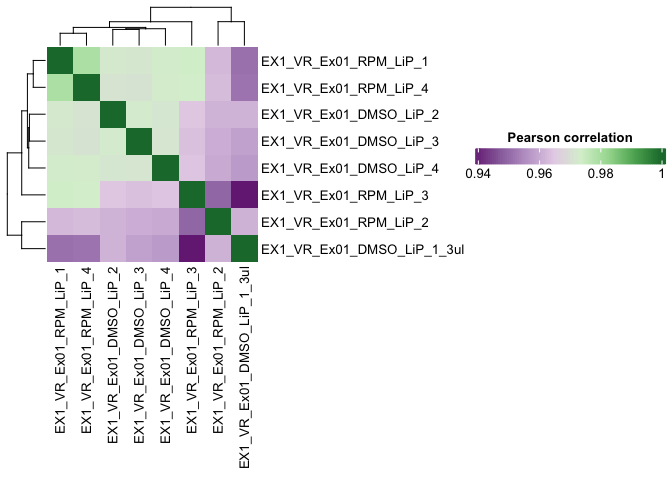 EX1_VR_Ex01_RPM_LiP_1
EX1_VR_Ex01_RPM_LiP_4
EX1_VR_Ex01_DMSO_LiP_2
EX1_VR_Ex01_DMSO_LiP_3
EX1_VR_Ex01_DMSO_LiP_4
EX1_VR_Ex01_RPM_LiP_3
EX1_VR_Ex01_RPM_LiP_2
EX1_VR_Ex01_DMSO_LiP_1_3ul
Pearson correlation
0.94 0.96 0.98 1
EX1_VR_Ex01_RPM_LiP_1
EX1_VR_Ex01_RPM_LiP_4
EX1_VR_Ex01_DMSO_LiP_2
EX1_VR_Ex01_DMSO_LiP_3
EX1_VR_Ex01_DMSO_LiP_4
EX1_VR_Ex01_RPM_LiP_3
EX1_VR_Ex01_RPM_LiP_2
EX1_VR_Ex01_DMSO_LiP_1_3ul